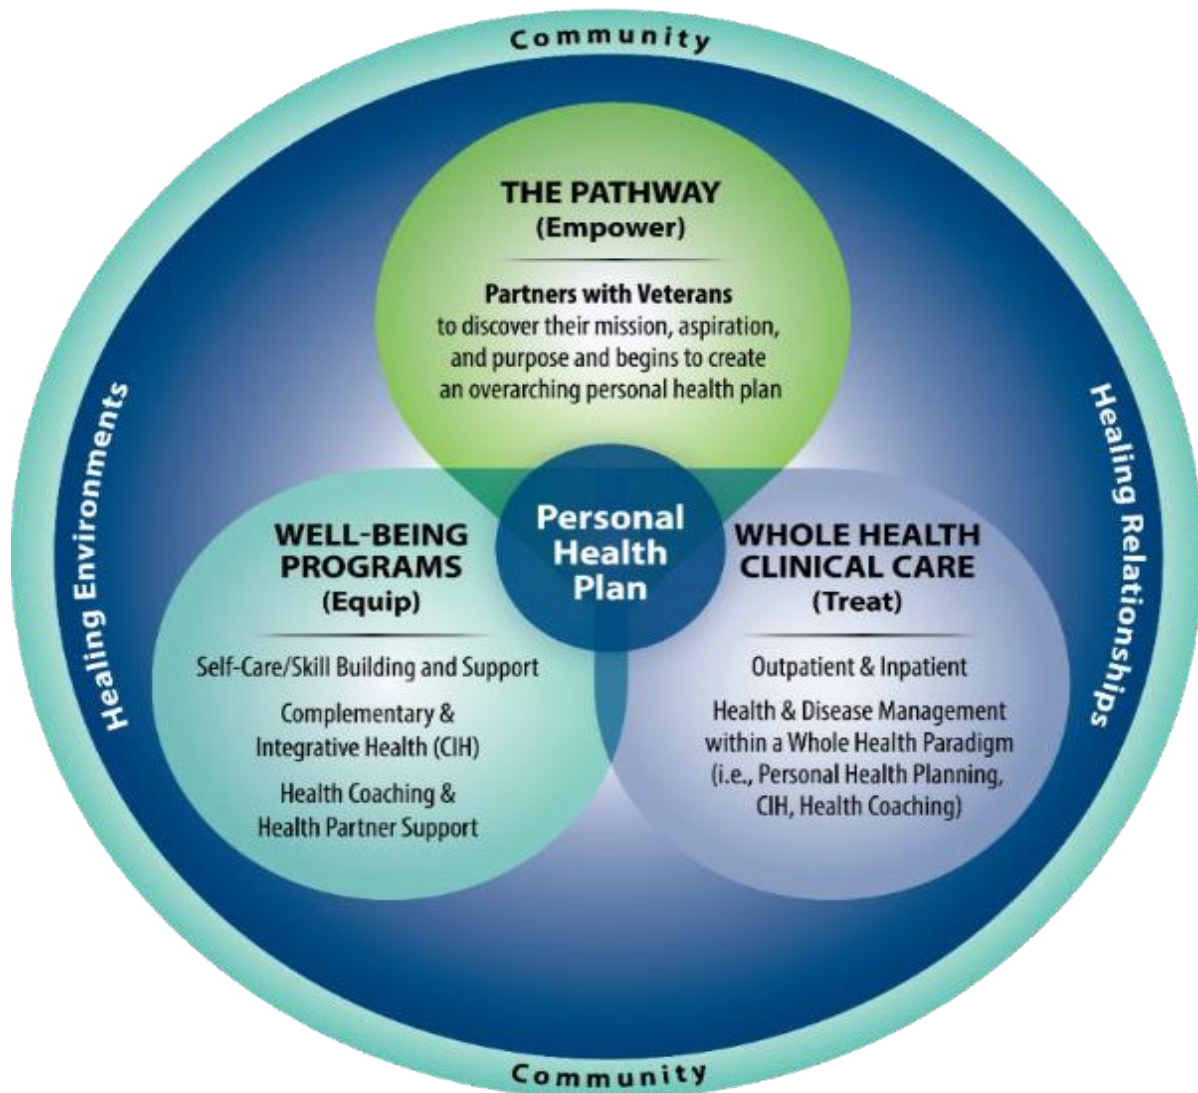 Community
THE PATHWAY
(Empower)
Partners with Veterans
to discover their mission, aspiration,
and purpose and begins to create
an overarching personal health plan
Healing Environments
Healing Relationships
Personal
Health
Plan
WELL-BEING
PROGRAMS
(Equip)
Self-Care/Skill Building and Support
Complementary &
Integrative Health (CIH)
Health Coaching &
Health Partner Support
WHOLE HEALTH
CLINICAL CARE
(Treat)
Outpatient & Inpatient
Health & Disease Management
within a Whole Health Paradigm
(i.e., Personal Health Planning,
CIH, Health Coaching)
Community